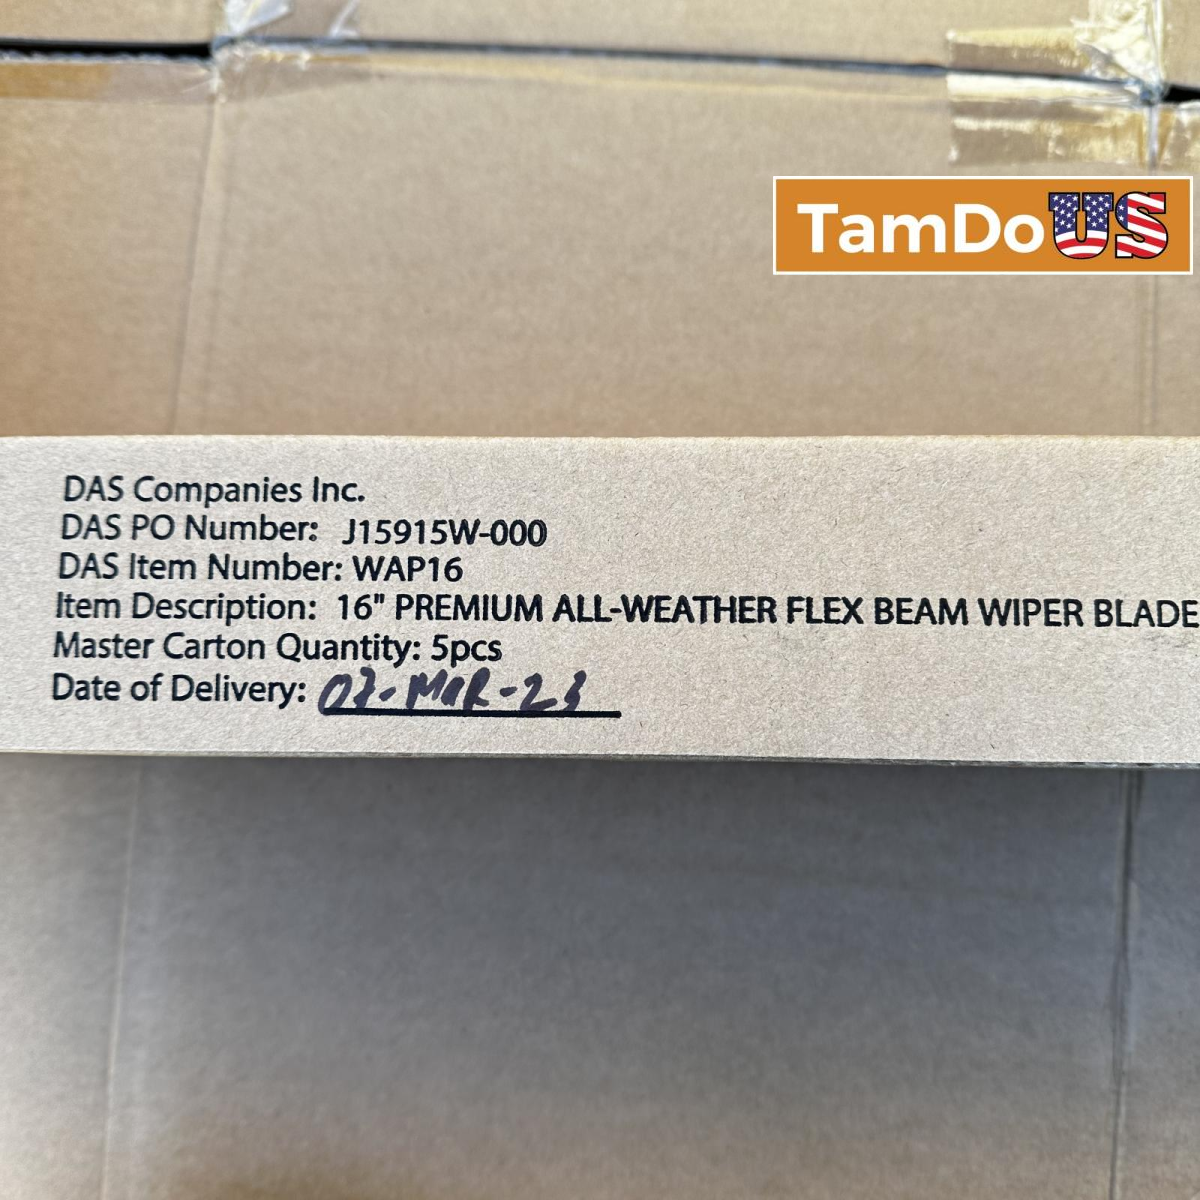 TamDoUS
DAS Companies Inc.
DAS PO Number: J15915W-000
DAS Item Number: WAP16
Item Description: 16" PREMIUM ALL-WEATHER FLEX BEAM WIPER BLADE
Master Carton Quantity: 5pcs
Date of Delivery: